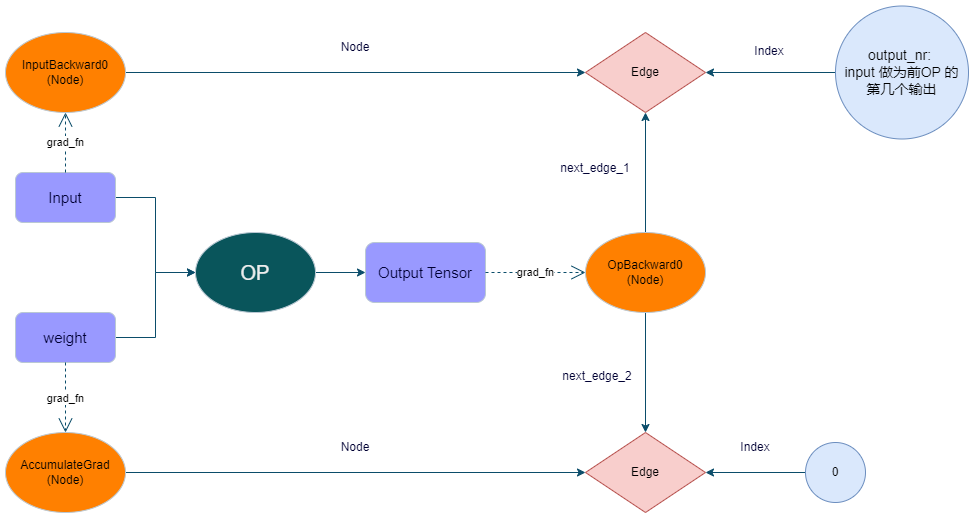 InputBackward0
(Node)
Node
Edge
Index
output_nr:
input 做为前OP 的
第几个输出
grad_fn
Input
next_edge_1
OP
Output Tensor
grad_fn
OpBackward0
(Node)
weight
grad_fn
next_edge_2
AccumulateGrad
(Node)
Node
Edge
Index
0